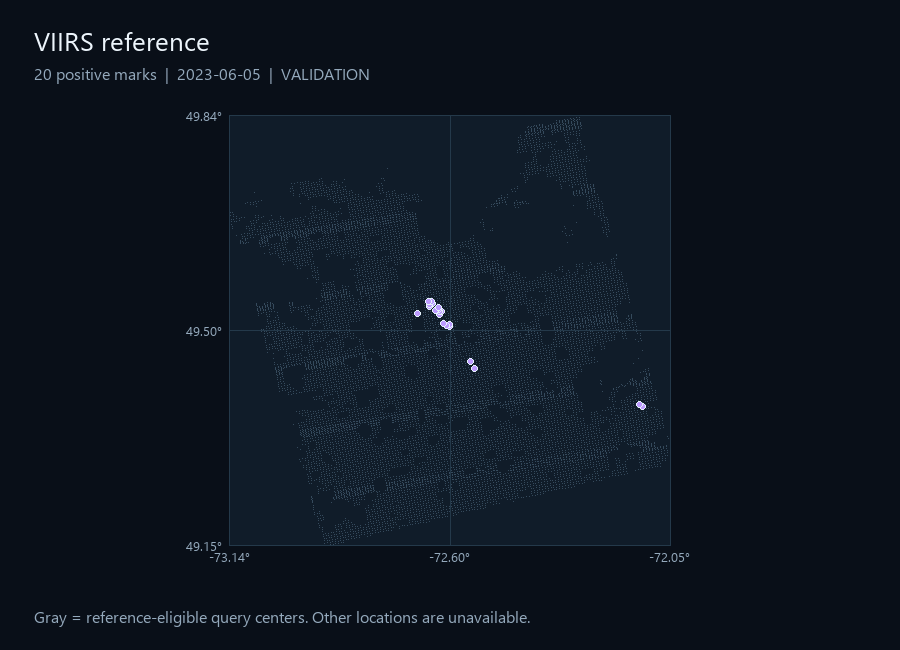 VIIRS reference
20 positive marks | 2023-06-05 | VALIDATION
49.84°
49.50°
49.15°
-73.14°
-72.60°
-72.05°
Gray = reference-eligible query centers. Other locations are unavailable.